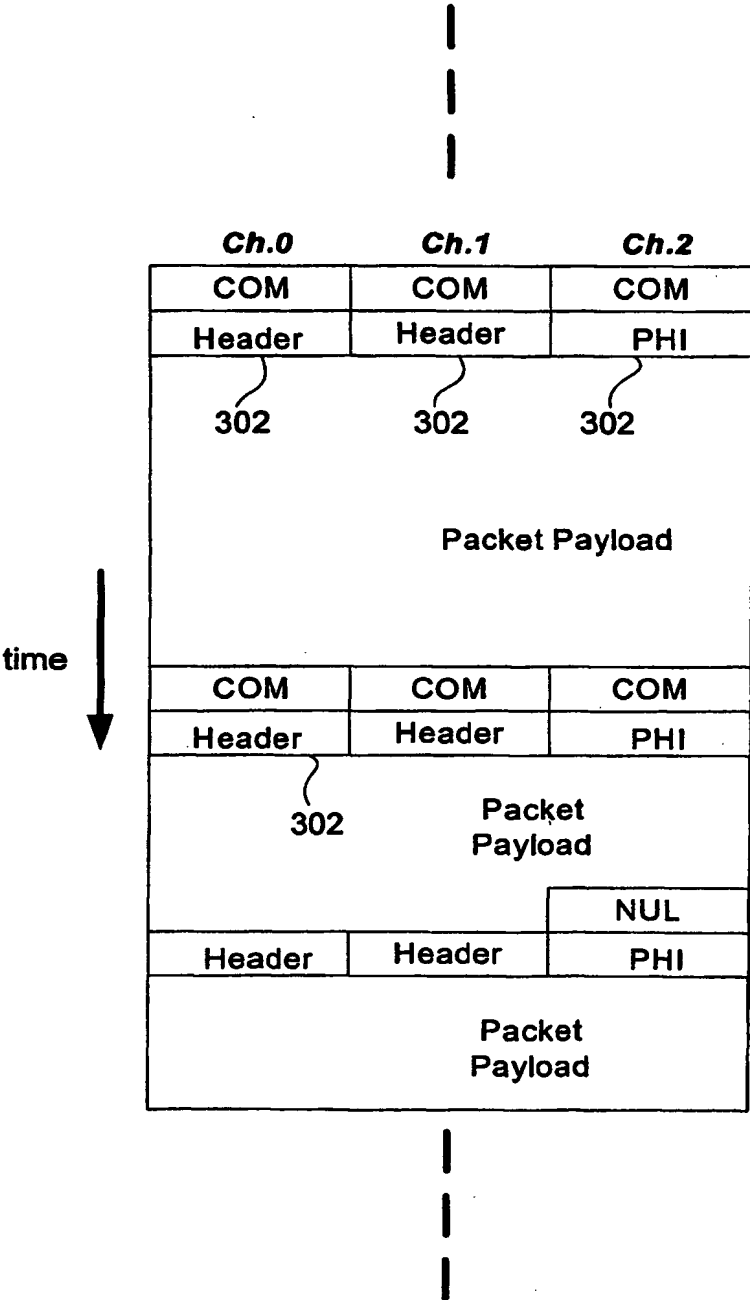 Ch.0 Ch.1 Ch.2
COM COM COM
Header Header PHI
302 302 302
Packet Payload
time
COM COM COM
Header Header PHI
302
Packet
Payload
NUL
Header Header PHI
Packet
Payload